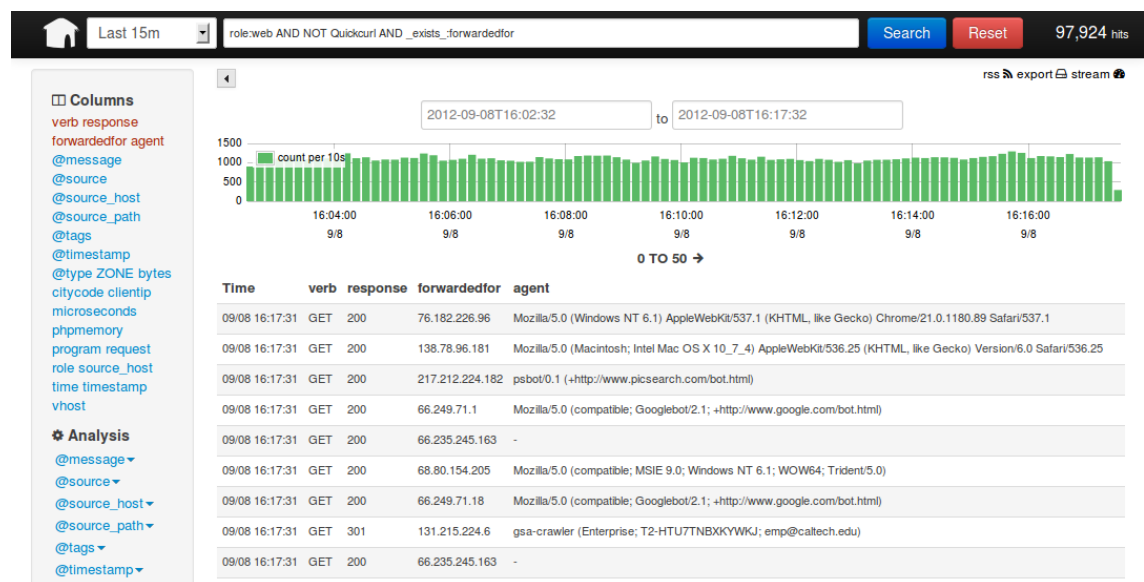 Last 15m
role:web AND NOT Quickcurl AND _exists_:forwardedfor
Search
Reset
97,924 hits
rss export stream
Columns
verb response
forwardedfor agent
@message
@source
@source_host
@source_path
@tags
@timestamp
@type ZONE bytes
citycode clientip
microseconds
phpmemory
program request
role source_host
time timestamp
vhost
Analysis
@message
@source
@source_host
@source_path
@tags
@timestamp
2012-09-08T16:02:32 to 2012-09-08T16:17:32
1500
1000
500
0
count per 10s
16:04:00 16:06:00 16:08:00 16:10:00 16:12:00 16:14:00 16:16:00
9/8 9/8 9/8 9/8 9/8 9/8 9/8
0 TO 50 →
Time verb response forwardedfor agent
09/08 16:17:31 GET 200 76.182.226.96 Mozilla/5.0 (Windows NT 6.1) AppleWebKit/537.1 (KHTML, like Gecko) Chrome/21.0.1180.89 Safari/537.1
09/08 16:17:31 GET 200 138.78.96.181 Mozilla/5.0 (Macintosh; Intel Mac OS X 10_7_4) AppleWebKit/536.25 (KHTML, like Gecko) Version/6.0 Safari/536.25
09/08 16:17:31 GET 200 217.212.224.182 psbot/0.1 (+http://www.picsearch.com/bot.html)
09/08 16:17:31 GET 200 66.249.71.1 Mozilla/5.0 (compatible; Googlebot/2.1; +http://www.google.com/bot.html)
09/08 16:17:31 GET 200 66.235.245.163 -
09/08 16:17:31 GET 200 68.80.154.205 Mozilla/5.0 (compatible; MSIE 9.0; Windows NT 6.1; WOW64; Trident/5.0)
09/08 16:17:31 GET 200 66.249.71.18 Mozilla/5.0 (compatible; Googlebot/2.1; +http://www.google.com/bot.html)
09/08 16:17:31 GET 301 131.215.224.6 gsa-crawler (Enterprise; T2-HTU7TNBXKYWKJ; emp@caltech.edu)
09/08 16:17:31 GET 200 66.235.245.163 -